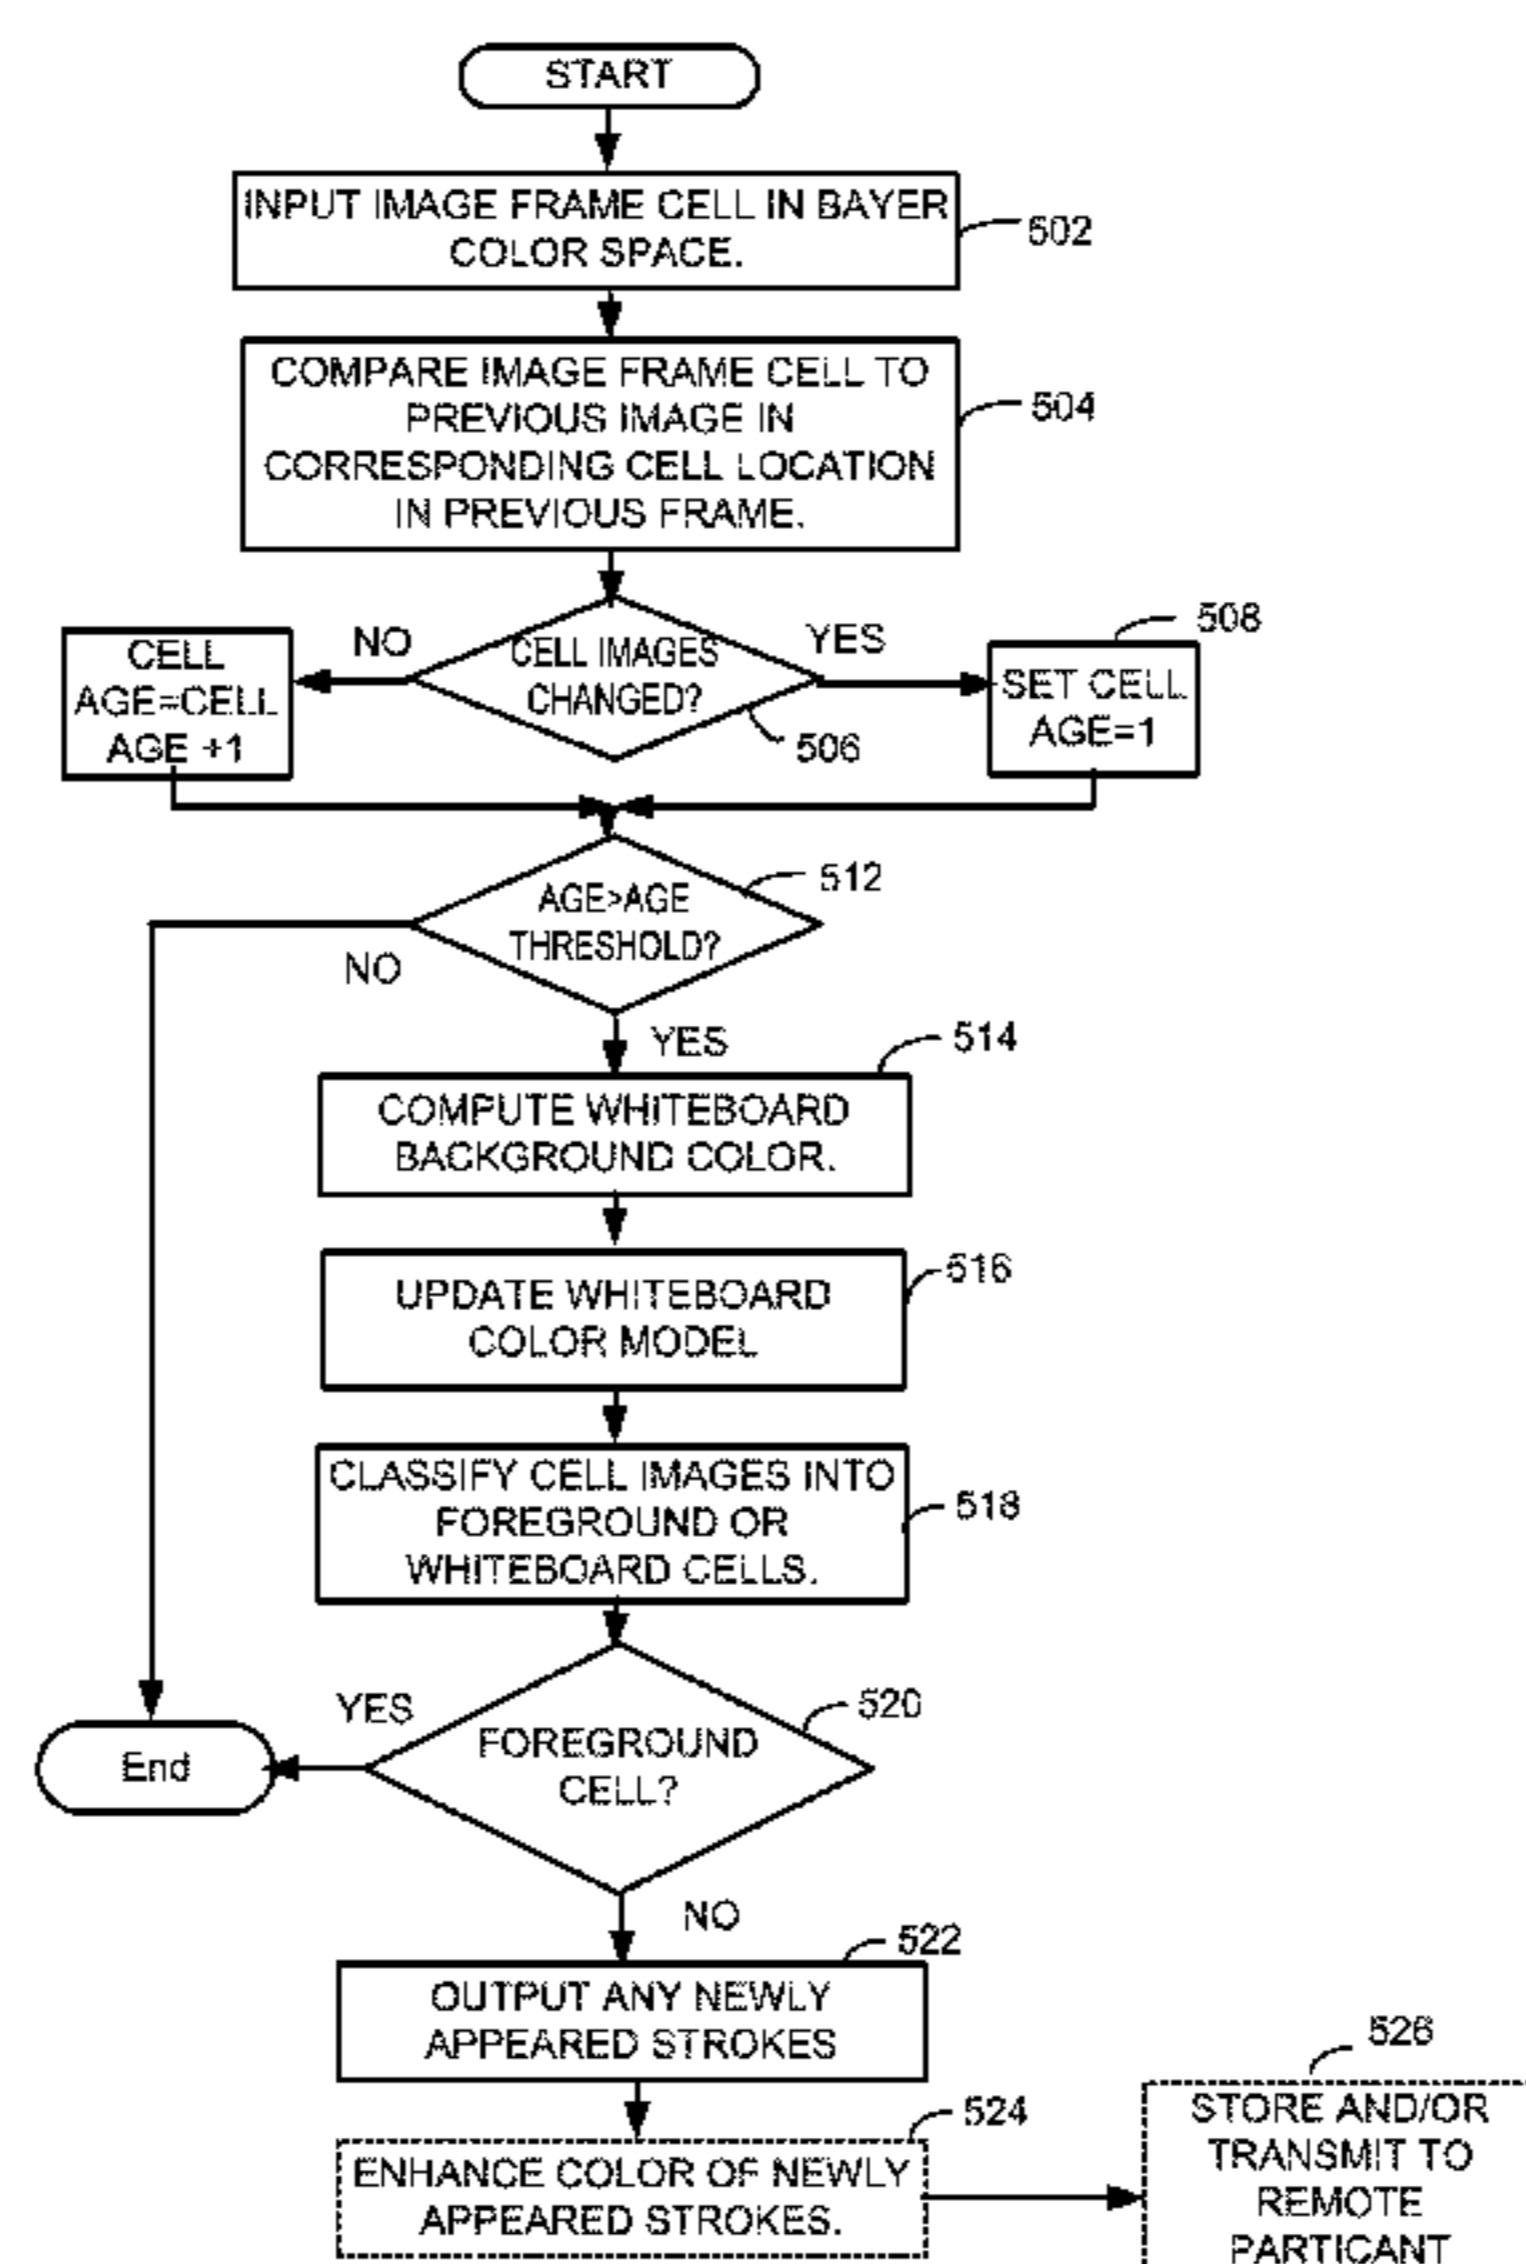 START
INPUT IMAGE FRAME CELL IN BAYER
COLOR SPACE.
502
COMPARE IMAGE FRAME CELL TO
PREVIOUS IMAGE IN
CORRESPONDING CELL LOCATION
IN PREVIOUS FRAME.
504
CELL
AGE=CELL
AGE +1
NO
CELL IMAGES
CHANGED?
506
YES
SET CELL
AGE=1
508
AGE>AGE
THRESHOLD?
512
NO
YES
COMPUTE WHITEBOARD
BACKGROUND COLOR.
514
UPDATE WHITEBOARD
COLOR MODEL
516
CLASSIFY CELL IMAGES INTO
FOREGROUND OR
WHITEBOARD CELLS.
518
End
YES
FOREGROUND
CELL?
520
NO
OUTPUT ANY NEWLY
APPEARED STROKES
522
ENHANCE COLOR OF NEWLY
APPEARED STROKES.
524
STORE AND/OR
TRANSMIT TO
REMOTE
PARTICANT
526